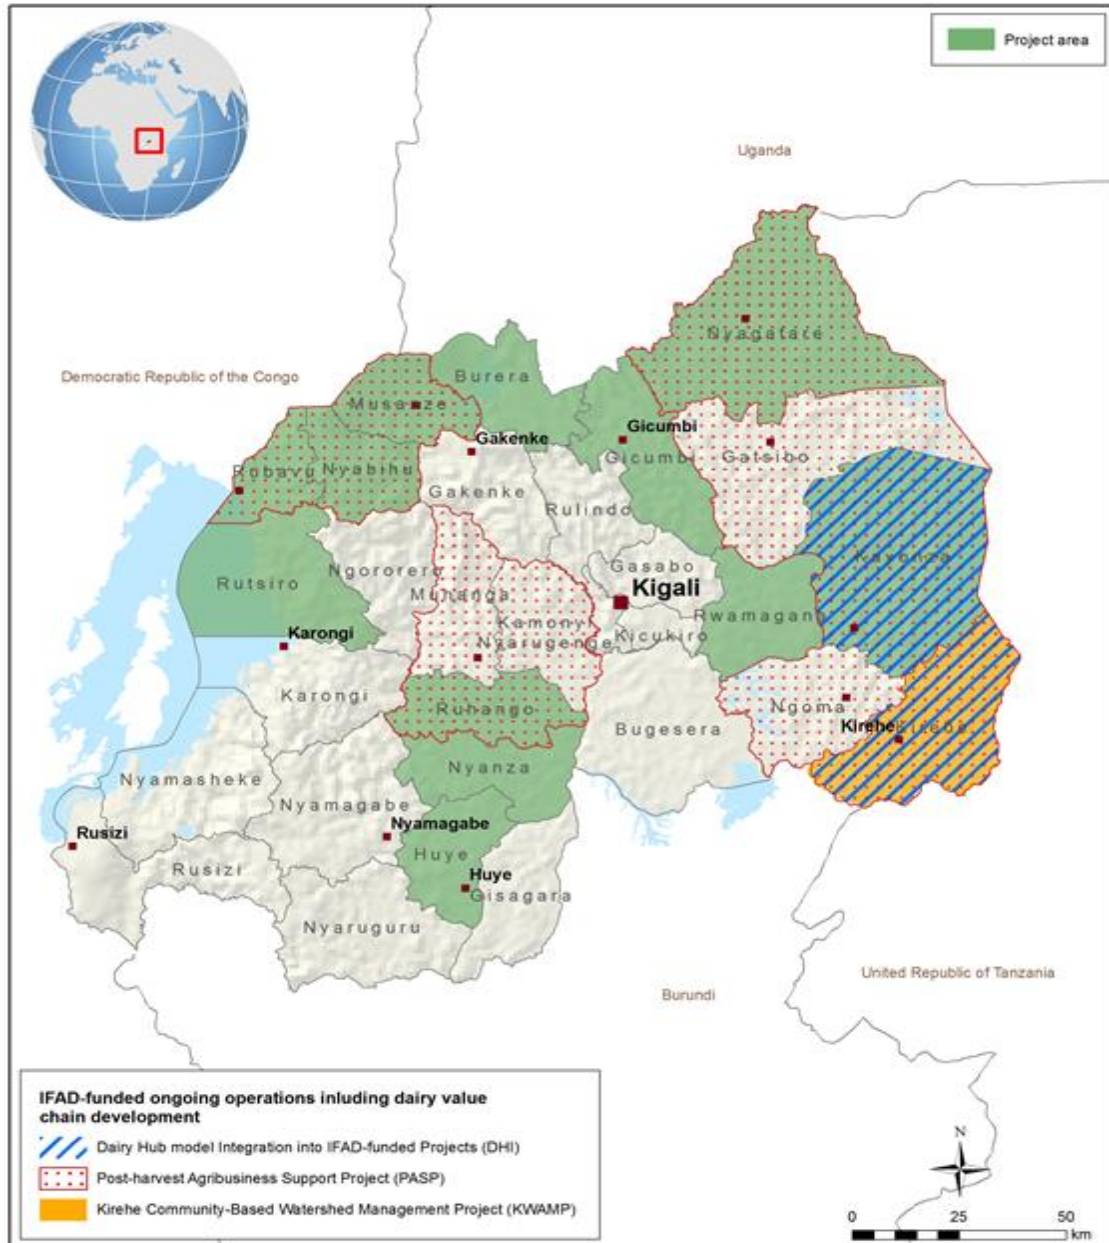 Project area
Uganda
Democratic Republic of the Congo
Nyagatare
Burera
Musanze
Gakenke
Gicumbi
Gicumbi
Gatsibo
Nyabihu
Gakenke
Rulindo
Rutsiro
Ngororero
Gasabo
Kigali
Muhanga
Kamonyi
Rwamagana
Nyarugenge
Kicukiro
Karongi
Karongi
Ruhango
Bugesera
Ngoma
Kirehe
Nyanza
Nyamasheke
Nyamagabe
Nyamagabe
Rusizi
Huye
Rusizi
Huye
Gisagara
Nyaruguru
United Republic of Tanzania
Burundi
IFAD-funded ongoing operations inluding dairy value
chain development
Dairy Hub model Integration into IFAD-funded Projects (DHI)
Post-harvest Agribusiness Support Project (PASP)
Kirehe Community-Based Watershed Management Project (KWAMP)
N
0 25 50
km